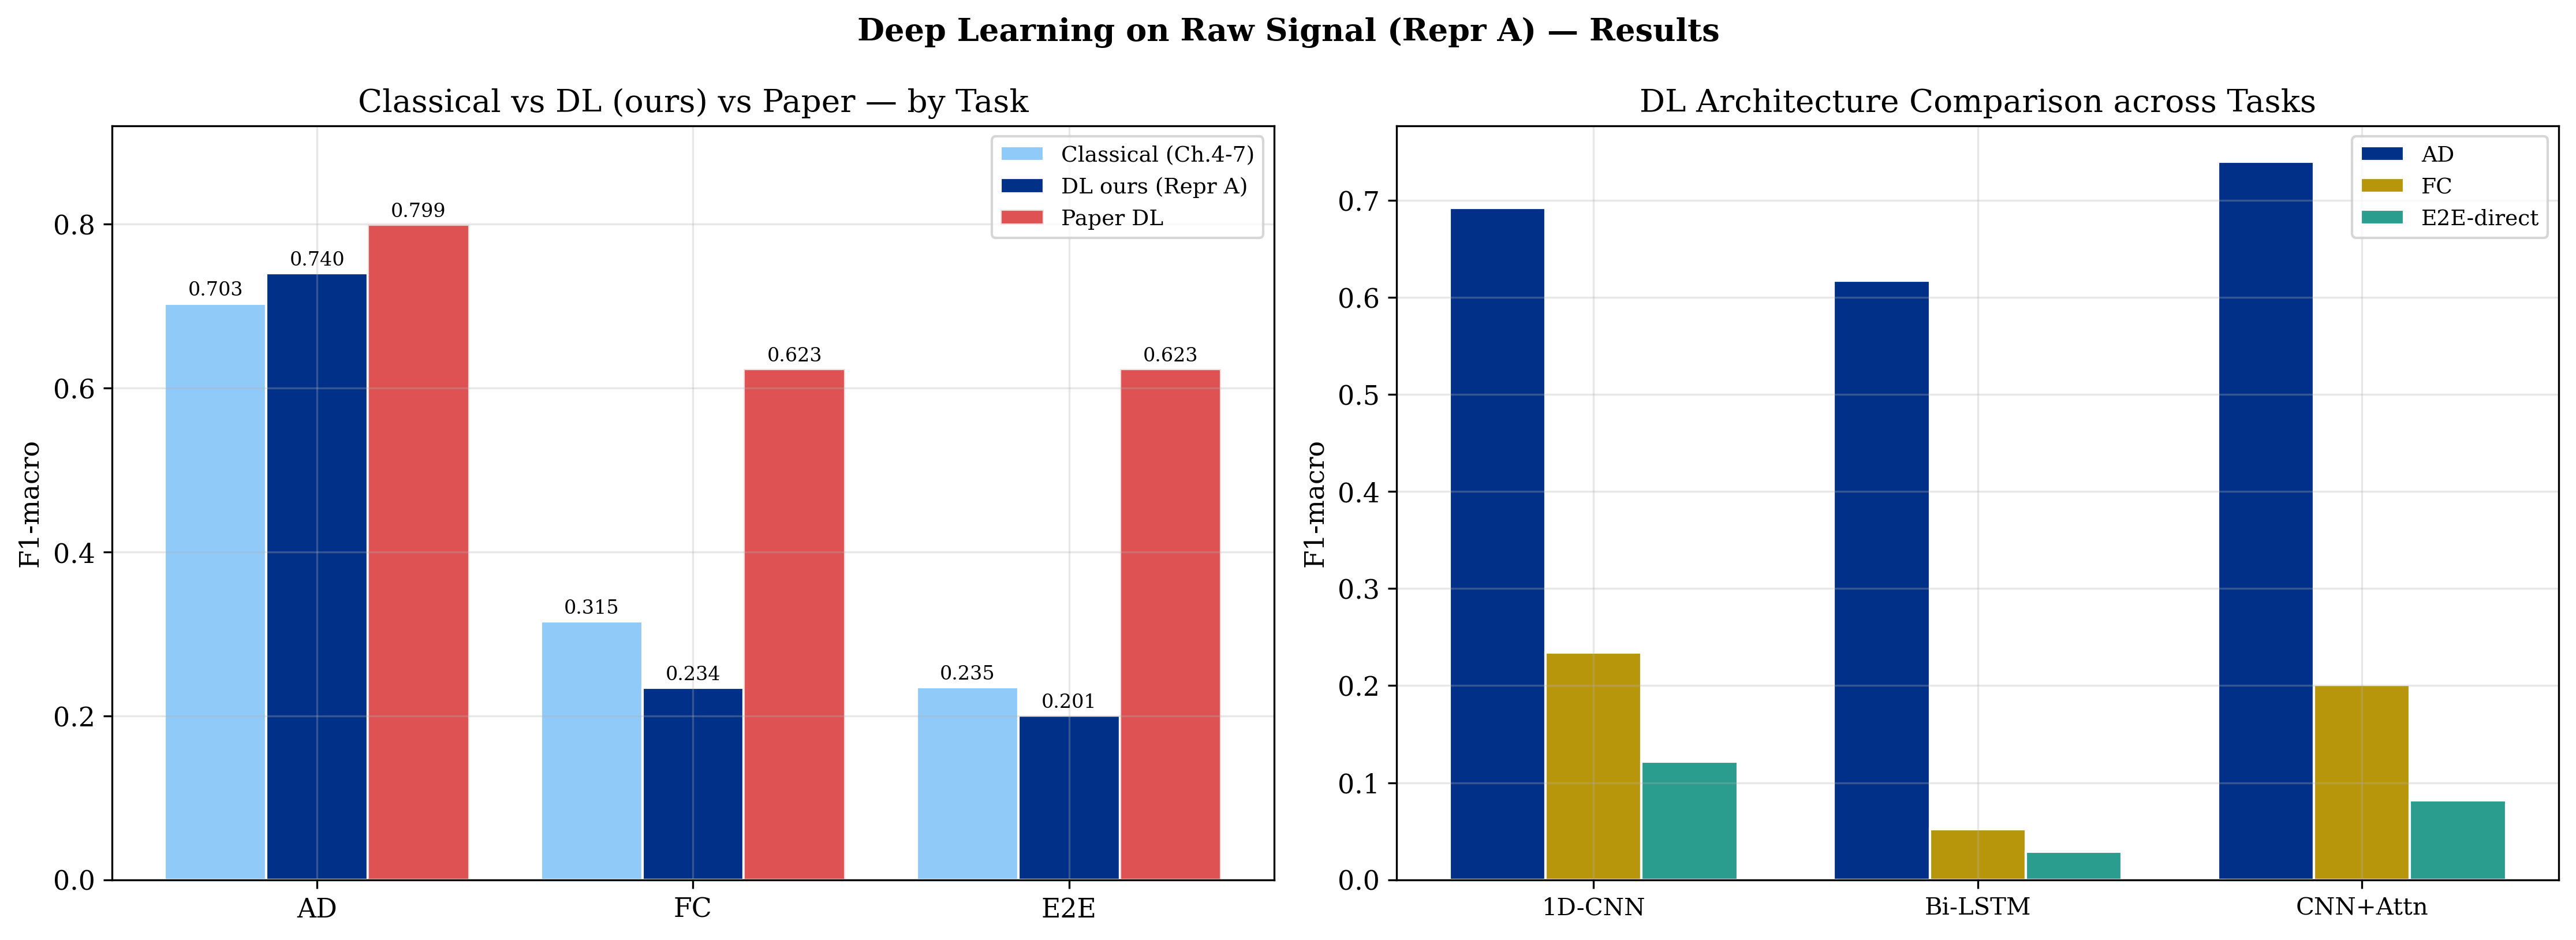 Deep Learning on Raw Signal (Repr A) — Results
Classical vs DL (ours) vs Paper — by Task
F1-macro
0.8
0.6
0.4
0.2
0.0
Classical (Ch.4-7)
DL ours (Repr A)
Paper DL
0.703
0.740
0.799
0.315
0.234
0.623
0.235
0.201
0.623
AD
FC
E2E
DL Architecture Comparison across Tasks
F1-macro
0.7
0.6
0.5
0.4
0.3
0.2
0.1
0.0
AD
FC
E2E-direct
1D-CNN
Bi-LSTM
CNN+Attn